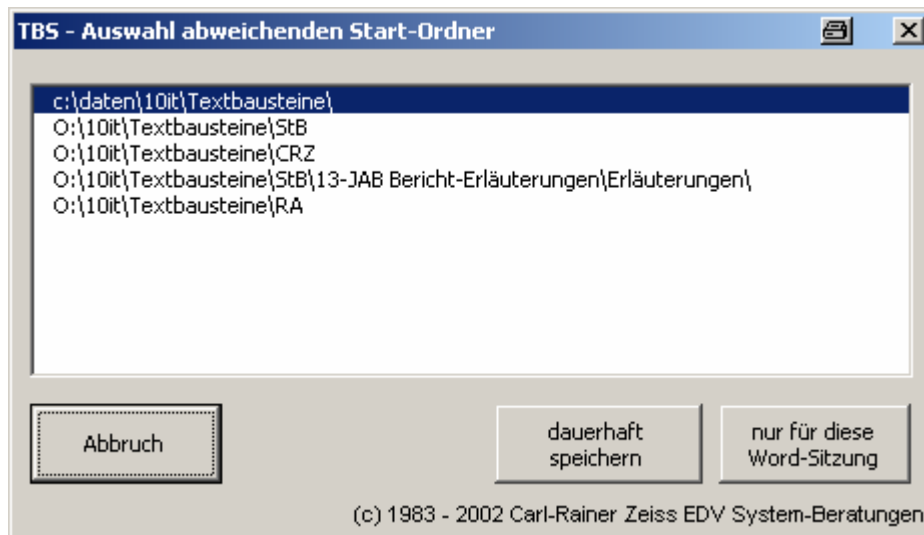 TBS - Auswahl abweichenden Start-Ordner
c:\daten\10it\Textbausteine\
O:\10it\Textbausteine\StB
O:\10it\Textbausteine\CRZ
O:\10it\Textbausteine\StB\13-JAB Bericht-Erläuterungen\Erläuterungen\
O:\10it\Textbausteine\RA
Abbruch
dauerhaft
speichern
nur für diese
Word-Sitzung
(c) 1983 - 2002 Carl-Rainer Zeiss EDV System-Beratungen